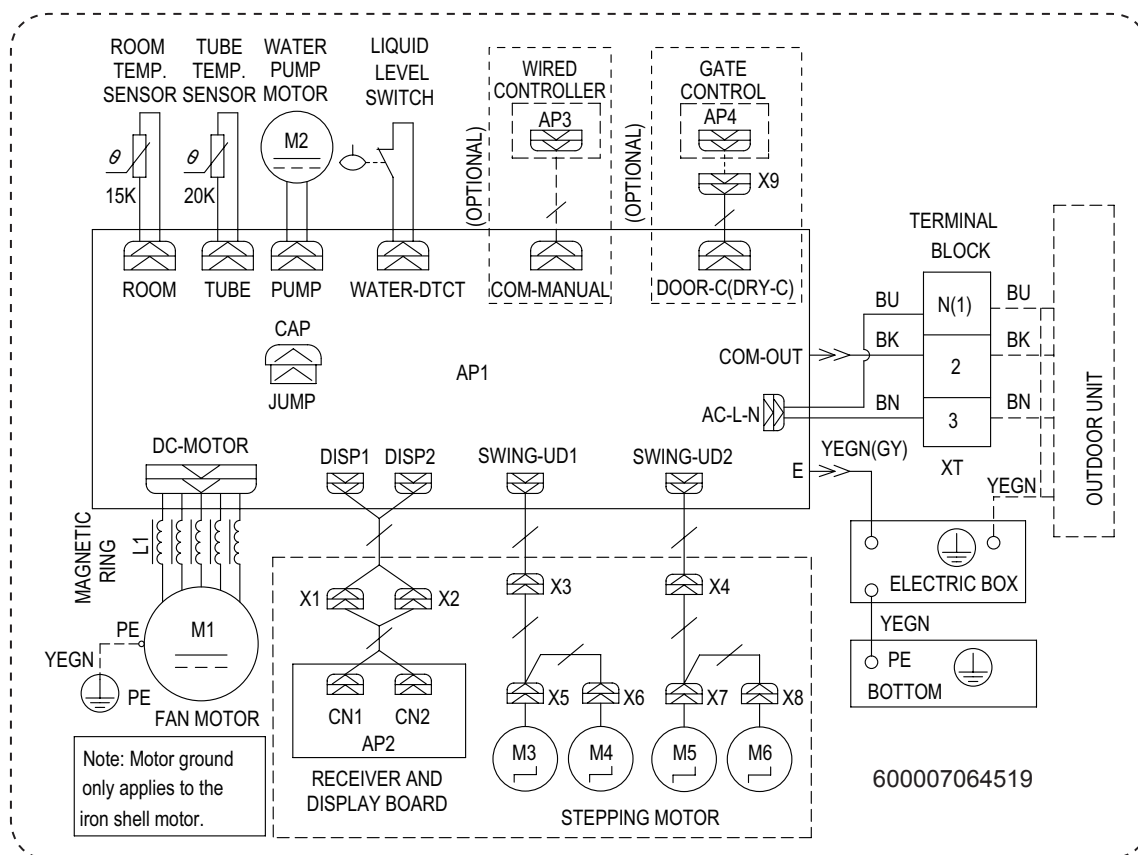 ROOM
TEMP.
SENSOR
TUBE
TEMP.
SENSOR
WATER
PUMP
MOTOR
LIQUID
LEVEL
SWITCH
WIRED
CONTROLLER
AP3
(OPTIONAL)
GATE
CONTROL
AP4
X9
(OPTIONAL)
θ
15K
θ
20K
M2
ROOM
TUBE
PUMP
WATER-DTCT
COM-MANUAL
DOOR-C(DRY-C)
TERMINAL
BLOCK
BU
N(1)
BU
BK
2
BK
BN
3
BN
XT
OUTDOOR UNIT
CAP
JUMP
AP1
COM-OUT
AC-L-N
E
YEGN(GY)
YEGN
DC-MOTOR
DISP1
DISP2
SWING-UD1
SWING-UD2
MAGNETIC
RING
L1
ELECTRIC BOX
YEGN
PE
BOTTOM
X1
X2
X3
X4
PE
M1
YEGN
PE
FAN MOTOR
CN1
CN2
AP2
X5
X6
X7
X8
M3
M4
M5
M6
RECEIVER AND
DISPLAY BOARD
STEPPING MOTOR
Note: Motor ground
only applies to the
iron shell motor.
600007064519